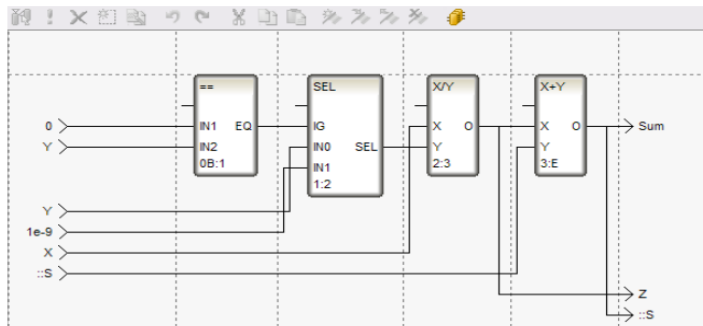 == SEL X/Y X+Y
0 IN1 EQ IG X O X O Sum
Y IN2 IN0 SEL Y Y
0B:1 IN1 2:3 3:E
1:2
Y
1e-9
X
::S
Z
::S